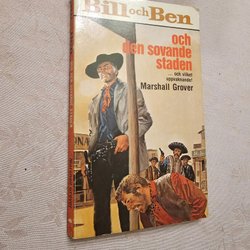 Bill och Ben
och
den sovande
staden
... och vilket
uppvaknande!
Marshall Grover